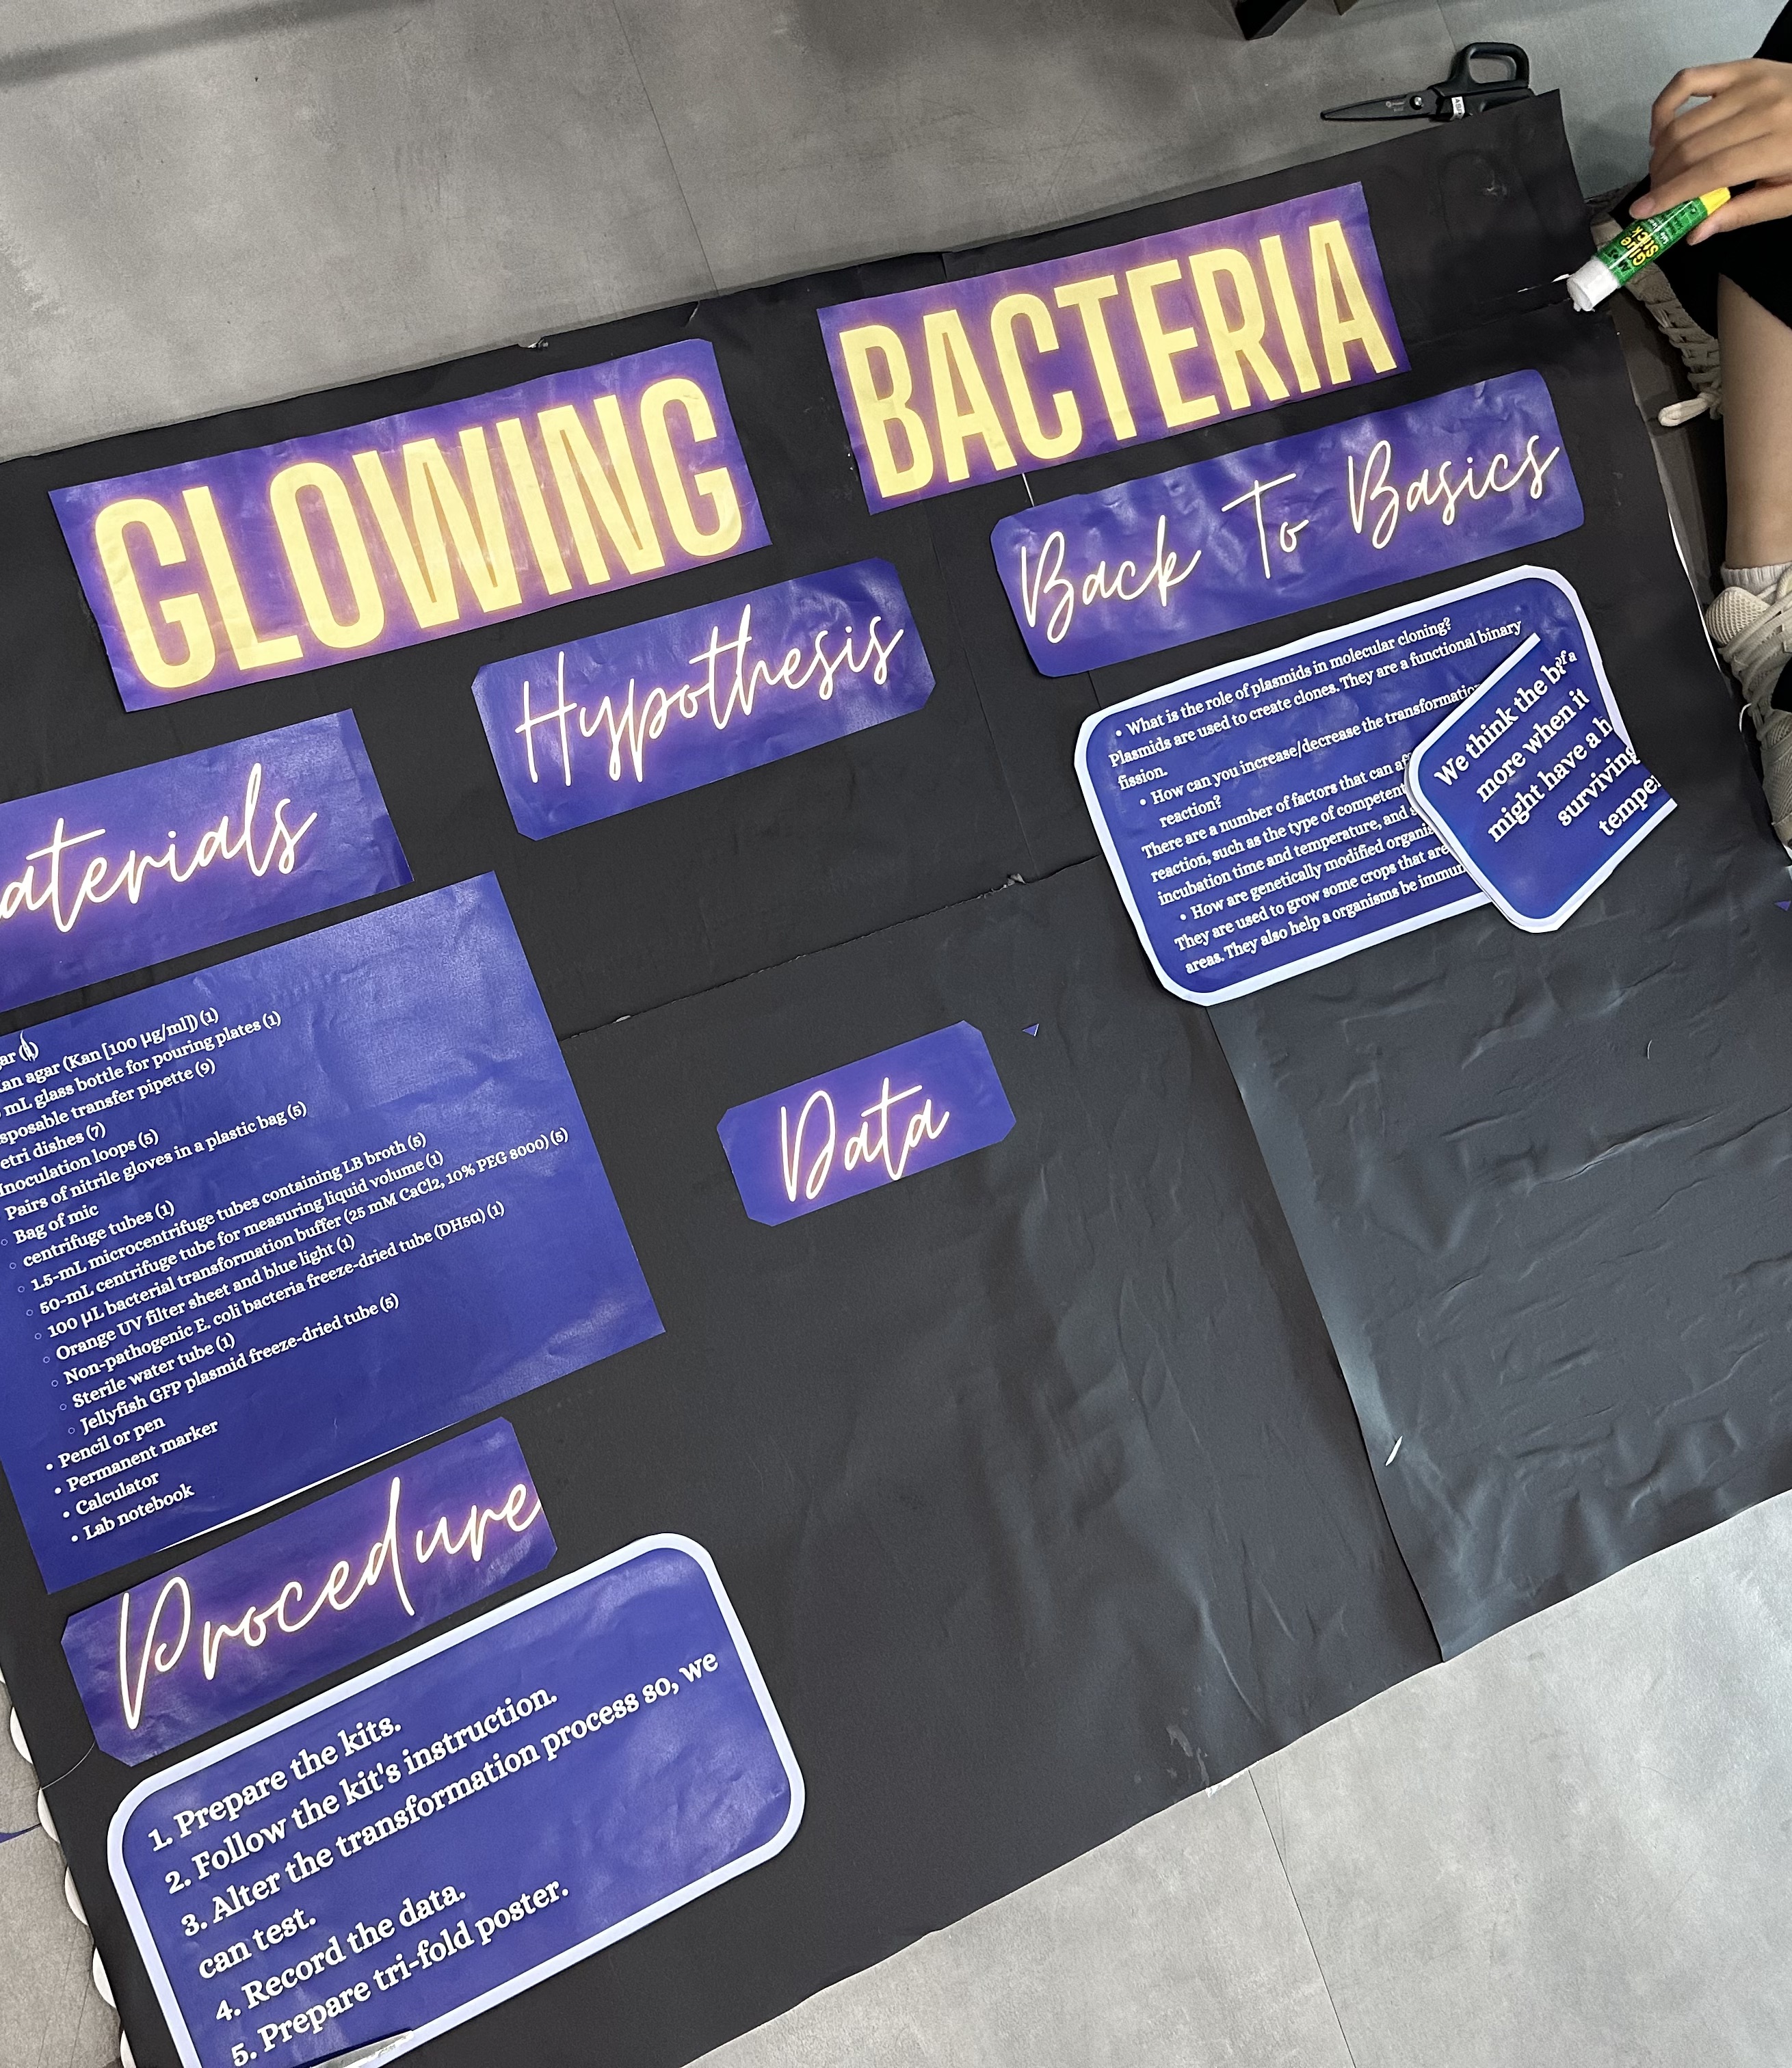 GLOWING BACTERIA
Hypothesis
Back To Basics
aterials
• What is the role of plasmids in molecular cloning?
Plasmids are used to create clones. They are a functional binary
fission.
• How can you increase/decrease the transformation
reaction?
There are a number of factors that can
reaction, such as the type of competent
incubation time and temperature, and
• How are genetically modified
They are used to grow some crops that are
areas. They also help a organisms be
We think the
more when it
might have a
surviving
Data
agar (Kan [100 µg/ml]) (1)
mL glass bottle for pouring plates (1)
sposable transfer pipette (9)
etri dishes (7)
Inoculation loops (5)
Pairs of nitrile gloves in a plastic bag (5)
◦ Bag of mic
◦ centrifuge tubes (1)
◦ 1.5-mL microcentrifuge tubes containing LB broth (5)
◦ 50-mL centrifuge tube for measuring liquid volume (1)
◦ 100 µL bacterial transformation buffer (25 mM CaCl2, 10% PEG 8000) (5)
◦ Orange UV filter sheet and blue light (1)
◦ Non-pathogenic E. coli bacteria freeze-dried tube (DH5α) (1)
◦ Sterile water tube (1)
◦ Jellyfish GFP plasmid freeze-dried tube (5)
• Pencil or pen
• Permanent marker
• Calculator
• Lab notebook
Procedure
1. Prepare the kits.
2. Follow the kit's instruction.
3. Alter the transformation process so, we
can test.
4. Record the data.
5. Prepare tri-fold poster.
Glue
Stick